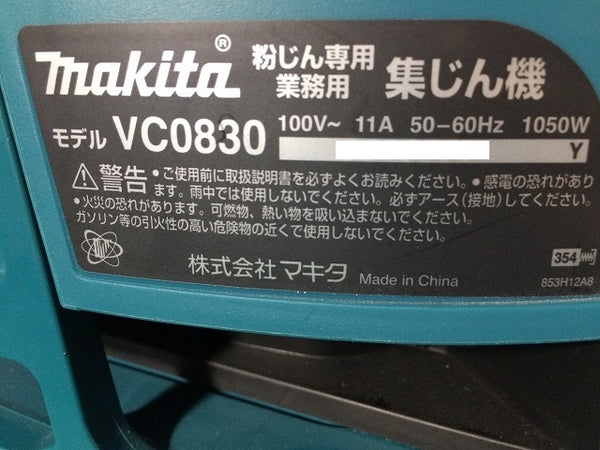 makita®
粉じん専用
業務用
集じん機
モデル VC0830
100V~ 11A 50-60Hz 1050W
Y
⚠警告 ●ご使用前に取扱説明書を必ずよくお読みください。●感電の恐れがあり
ます。雨中では使用しないでください。必ずアース(接地)してください。
●火災の恐れがあります。可燃物、熱い物を吸い込まないでください。
ガソリン等の引火性の高い危険物の近くで使用しないでください。
株式会社 マキタ Made in China
354
853H12A8